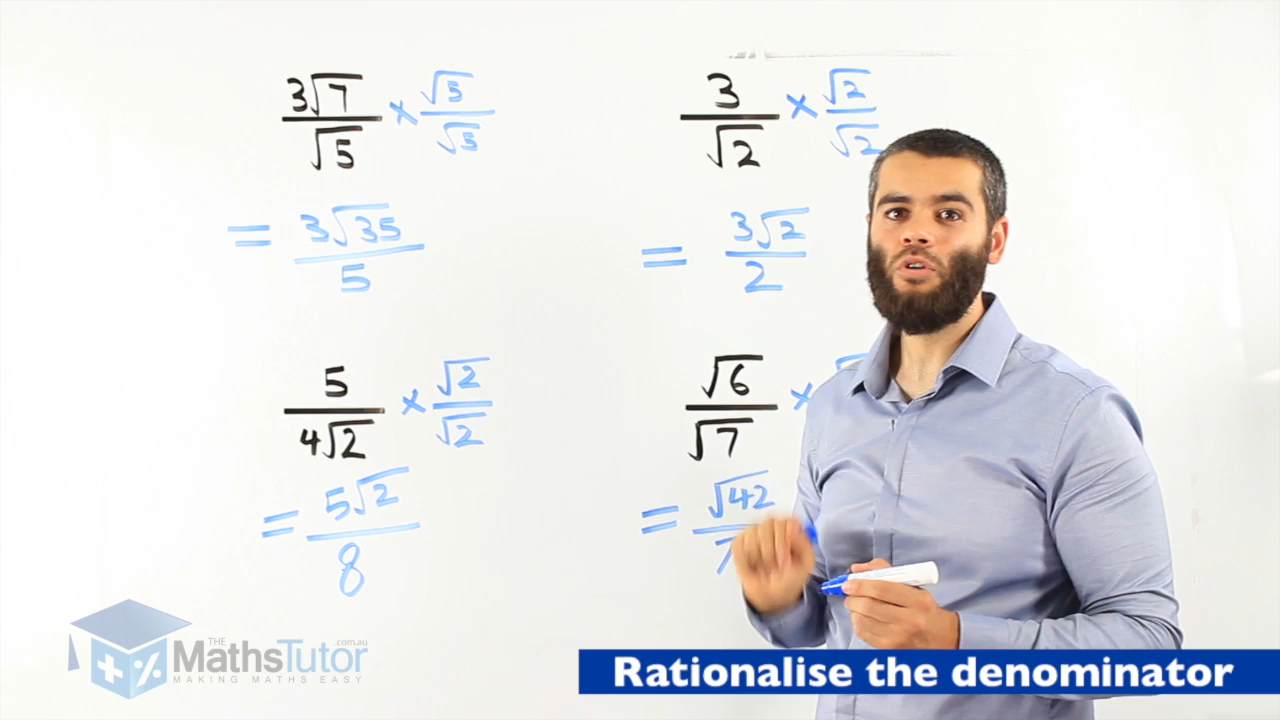 3√7/√5 × √5/√5
= 3√35/5
3/√2 × √2/√2
= 3√2/2
5/4√2 × √2/√2
= 5√2/8
√6/√7 ×
= √42/7
THE MathsTutor .com.au
MAKING MATHS EASY
Rationalise the denominator